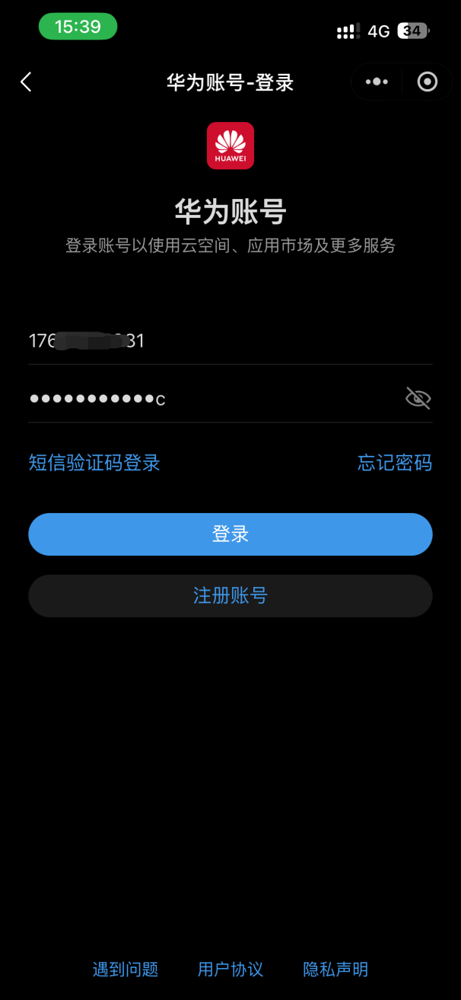 15:39
4G 34
华为账号-登录
HUAWEI
华为账号
登录账号以使用云空间、应用市场及更多服务
176 31
•••••••••••c
短信验证码登录 忘记密码
登录
注册账号
遇到问题 用户协议 隐私声明